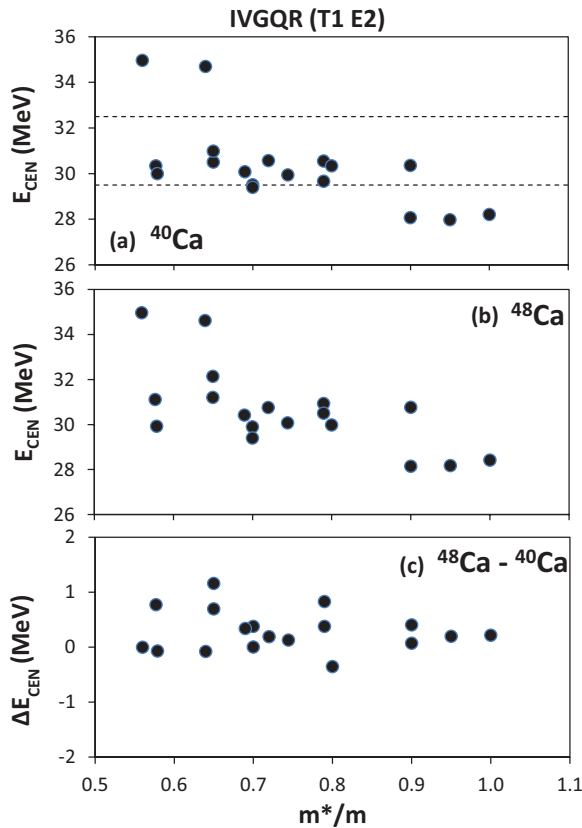 IVGQR (T1 E2)
36
34
32
30
28
26
E_CEN (MeV)
(a) ⁴⁰Ca
36
34
32
30
28
26
E_CEN (MeV)
(b) ⁴⁸Ca
2
1
0
-1
-2
ΔE_CEN (MeV)
(c) ⁴⁸Ca - ⁴⁰Ca
0.5 0.6 0.7 0.8 0.9 1.0 1.1
m*/m